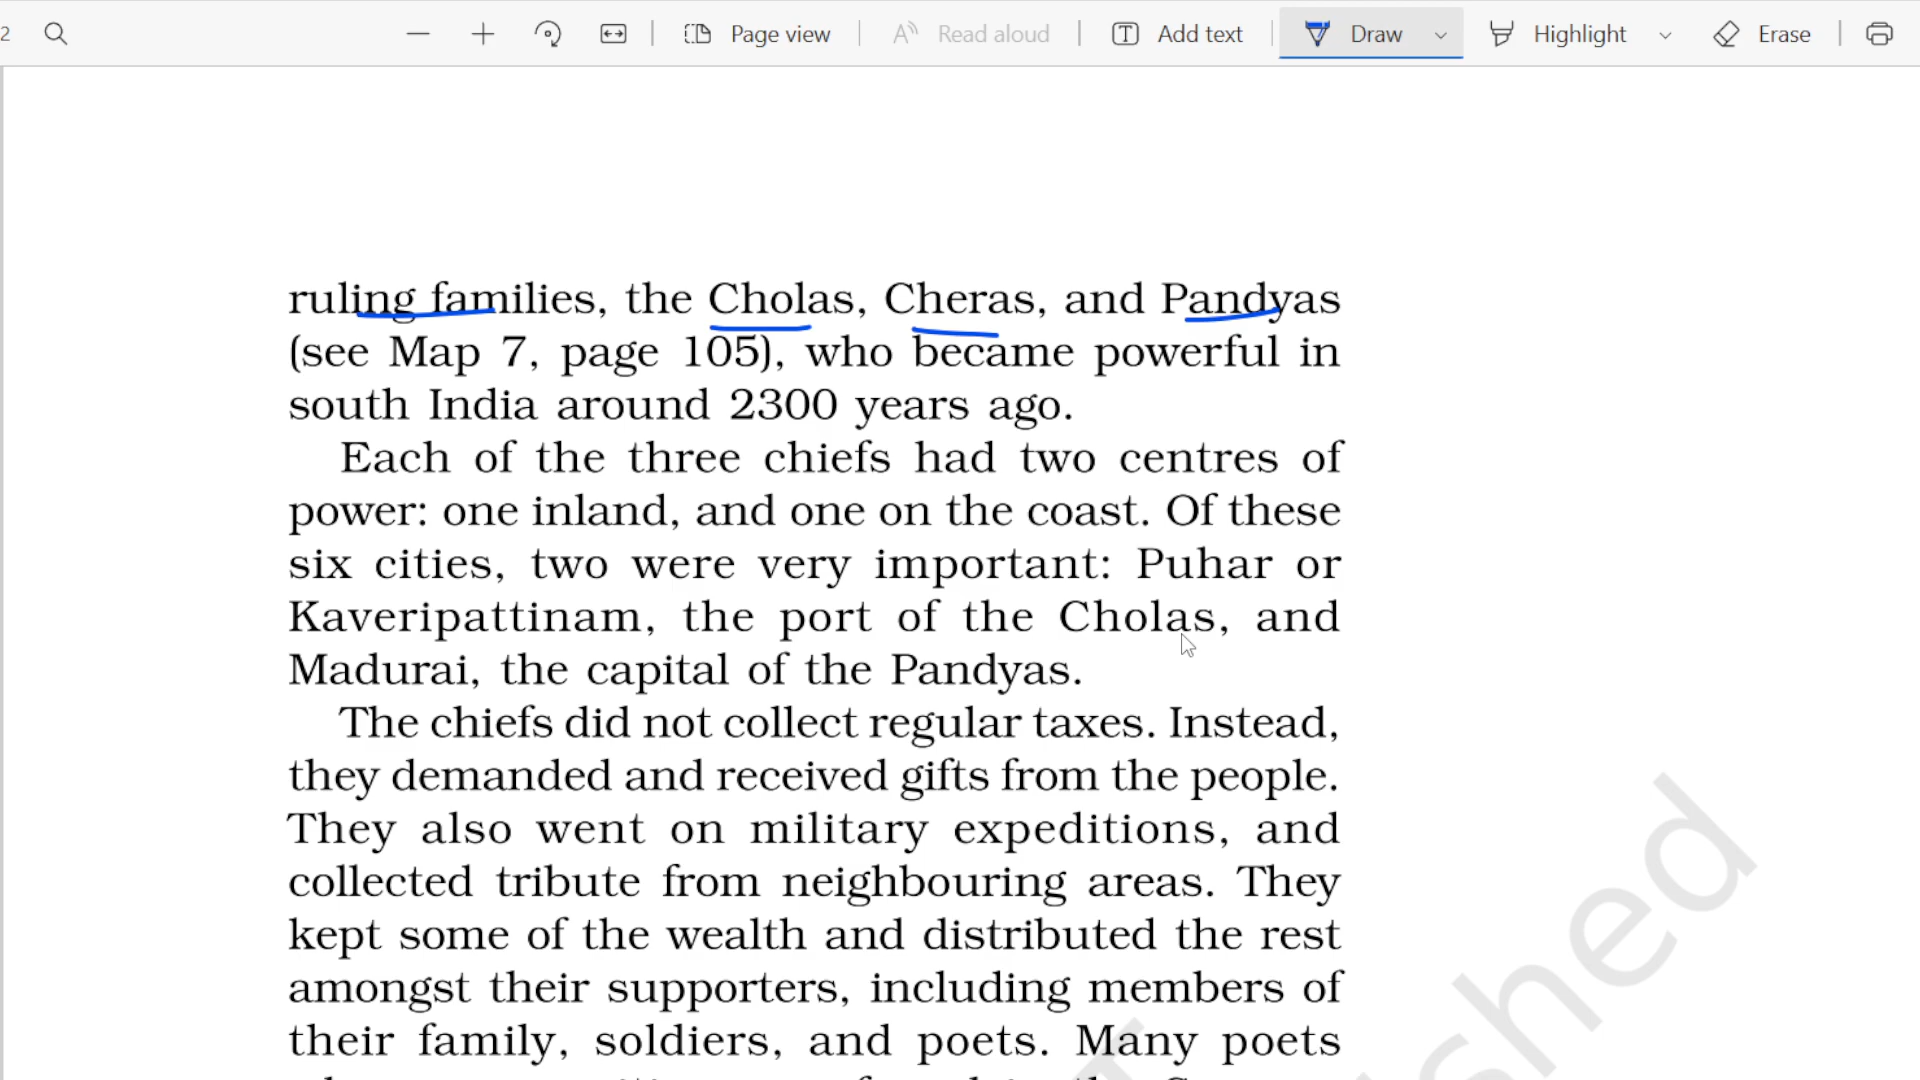 2 Page view Read aloud Add text Draw Highlight Erase
ruling families, the Cholas, Cheras, and Pandyas
(see Map 7, page 105), who became powerful in
south India around 2300 years ago.
Each of the three chiefs had two centres of
power: one inland, and one on the coast. Of these
six cities, two were very important: Puhar or
Kaveripattinam, the port of the Cholas, and
Madurai, the capital of the Pandyas.
The chiefs did not collect regular taxes. Instead,
they demanded and received gifts from the people.
They also went on military expeditions, and
collected tribute from neighbouring areas. They
kept some of the wealth and distributed the rest
amongst their supporters, including members of
their family, soldiers, and poets. Many poets
shed